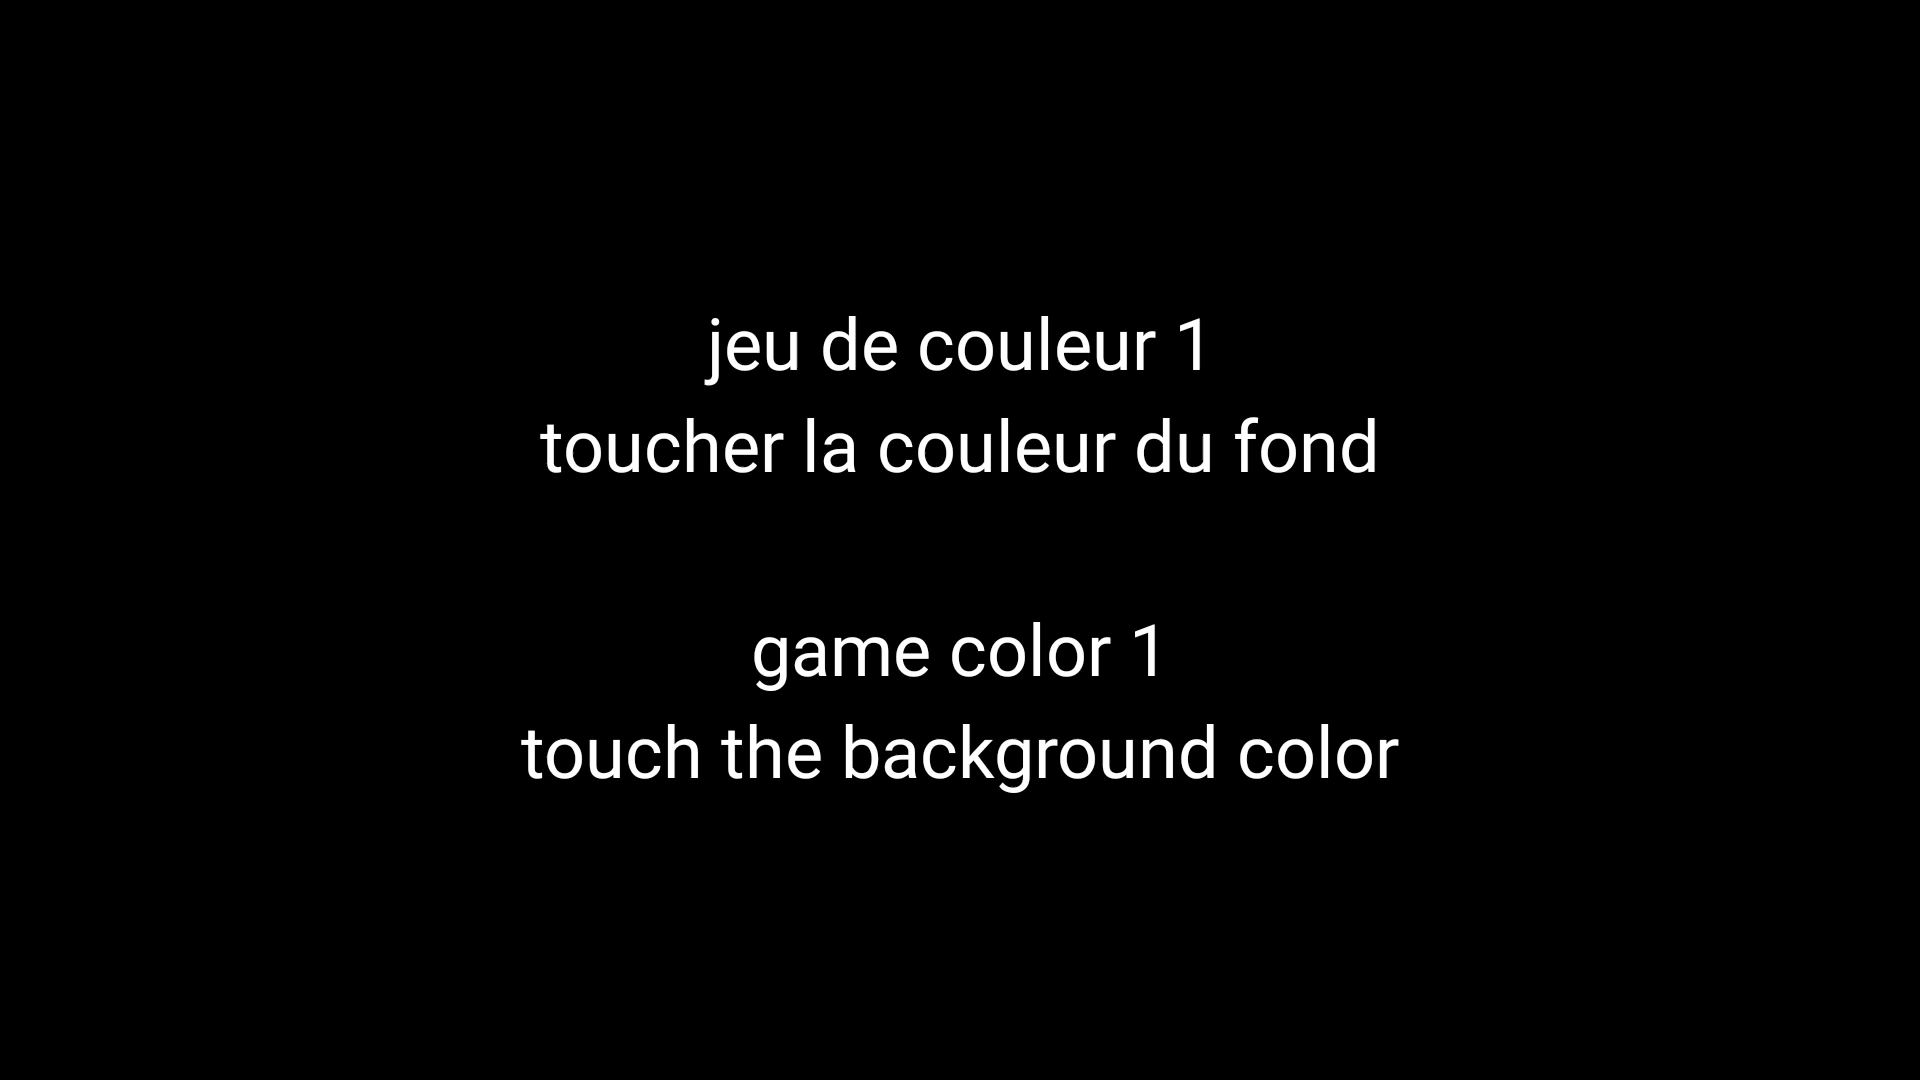 jeu de couleur 1
toucher la couleur du fond
game color 1
touch the background color